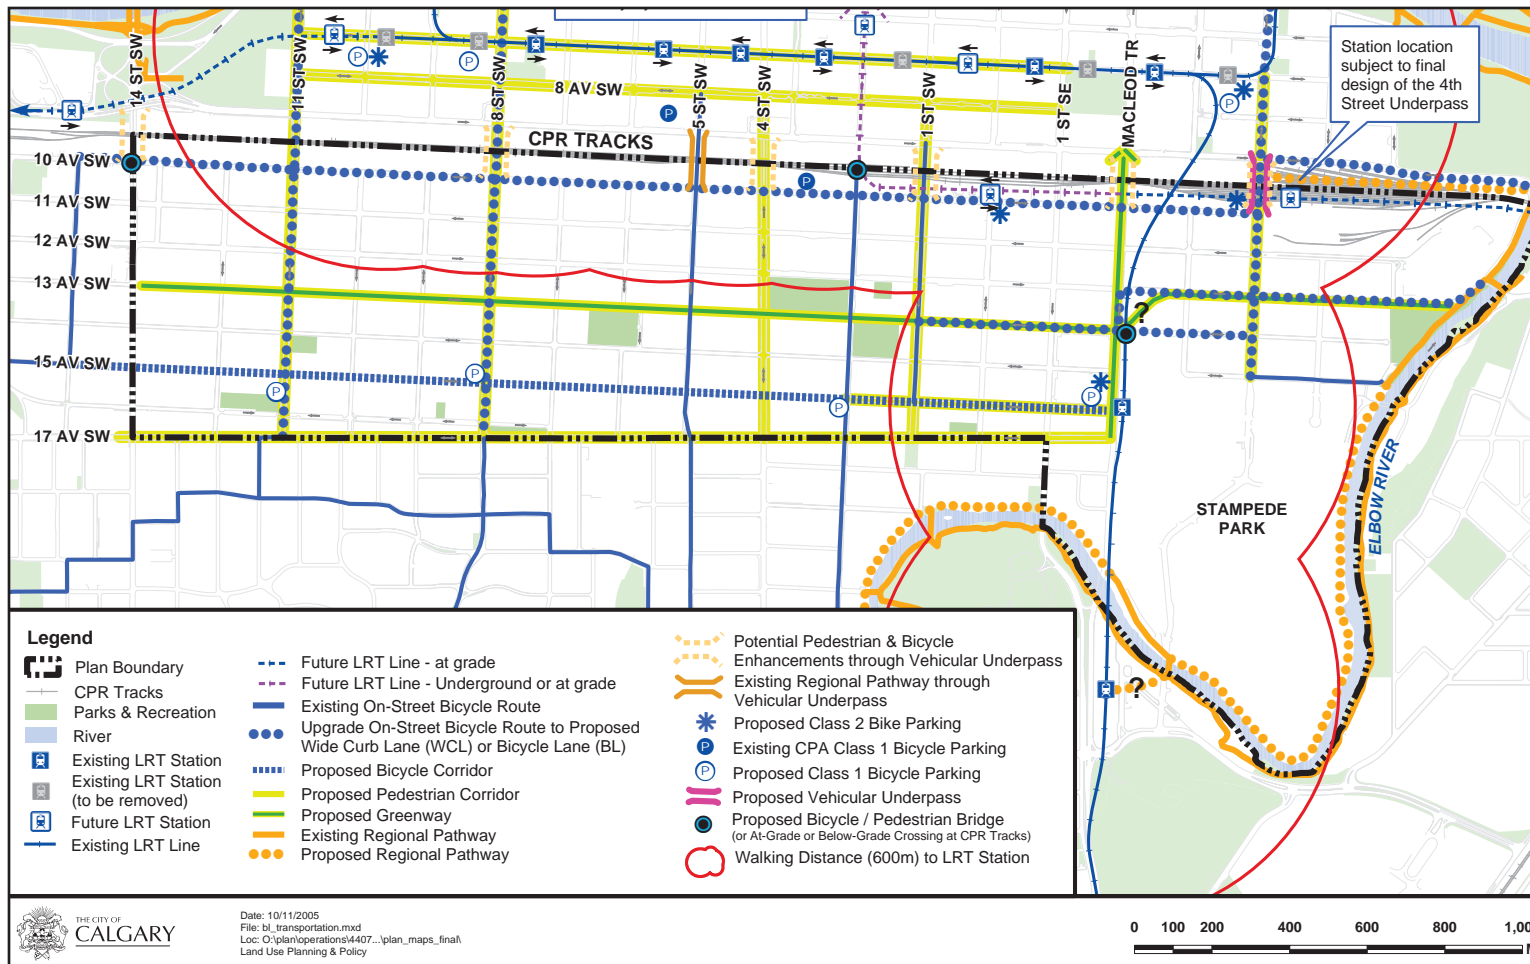 14 ST SW
11 ST SW
8 ST SW
5 ST SW
4 ST SW
1 ST SW
1 ST SE
MACLEOD TR
8 AV SW
CPR TRACKS
10 AV SW
11 AV SW
12 AV SW
13 AV SW
15 AV SW
17 AV SW
P
P
P
P
P
P
P
P
P
?
?
Station location
subject to final
design of the 4th
Street Underpass
STAMPEDE
PARK
ELBOW RIVER
Legend
Plan Boundary
CPR Tracks
Parks & Recreation
River
Existing LRT Station
Existing LRT Station
(to be removed)
Future LRT Station
Existing LRT Line
Future LRT Line - at grade
Future LRT Line - Underground or at grade
Existing On-Street Bicycle Route
Upgrade On-Street Bicycle Route to Proposed
Wide Curb Lane (WCL) or Bicycle Lane (BL)
Proposed Bicycle Corridor
Proposed Pedestrian Corridor
Proposed Greenway
Existing Regional Pathway
Proposed Regional Pathway
Potential Pedestrian & Bicycle
Enhancements through Vehicular Underpass
Existing Regional Pathway through
Vehicular Underpass
Proposed Class 2 Bike Parking
P Existing CPA Class 1 Bicycle Parking
P Proposed Class 1 Bicycle Parking
Proposed Vehicular Underpass
Proposed Bicycle / Pedestrian Bridge
(or At-Grade or Below-Grade Crossing at CPR Tracks)
Walking Distance (600m) to LRT Station
THE CITY OF
CALGARY
Date: 10/11/2005
File: bl_transportation.mxd
Loc: O:\plan\operations\4407...\plan_maps_final\
Land Use Planning & Policy
0 100 200 400 600 800 1,00